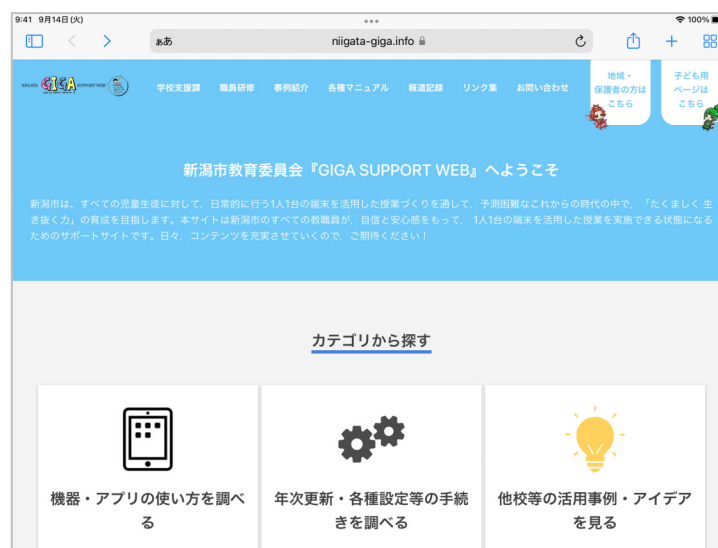 9:41 9月14日(火)
100%
ぁあ
niigata-giga.info
NIIGATA GIGA SUPPORT WEB
学校支援課 職員研修 事例紹介 各種マニュアル 報道記録 リンク集 お問い合わせ
地域・
保護者の方は
こちら
子ども用
ページは
こちら
新潟市教育委員会『GIGA SUPPORT WEB』へようこそ
新潟市は、すべての児童生徒に対して、日常的に行う1人1台の端末を活用した授業づくりを通して、予測困難なこれからの時代の中で、「たくましく 生
き抜く力」の育成を目指します。本サイトは新潟市のすべての教職員が、自信と安心感をもって、 1人1台の端末を活用した授業を実施できる状態になる
ためのサポートサイトです。日々、コンテンツを充実させていくので、ご期待ください！
カテゴリから探す
機器・アプリの使い方を調べ
る
年次更新・各種設定等の手続
きを調べる
他校等の活用事例・アイデア
を見る